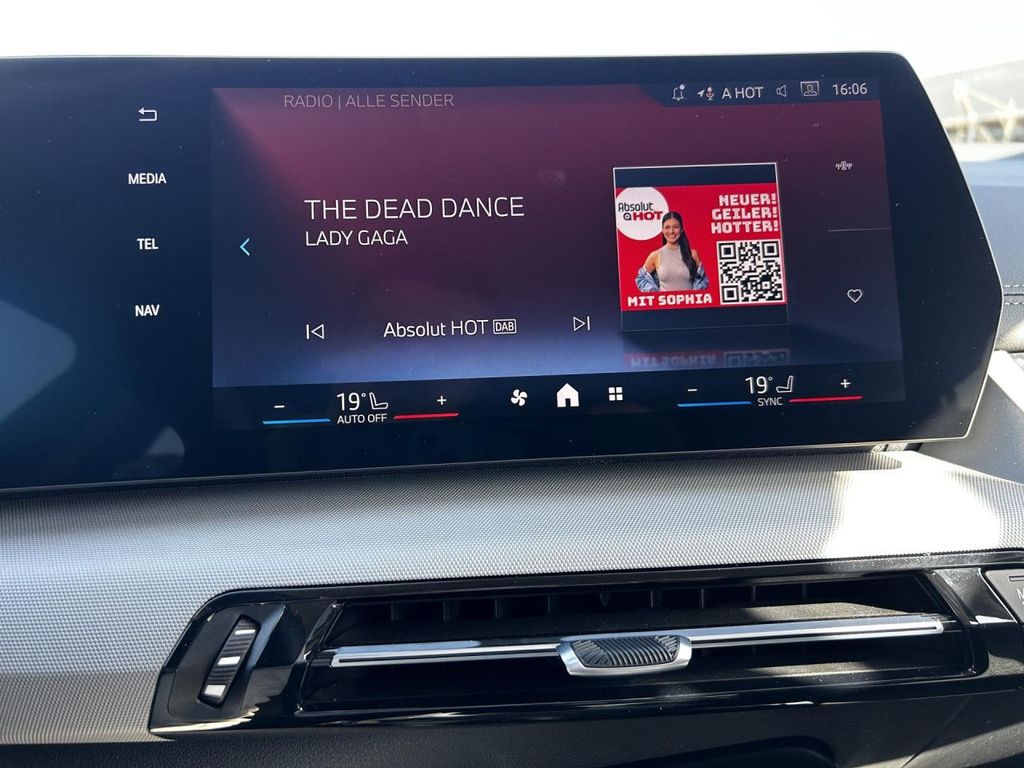 RADIO | ALLE SENDER
A HOT
16:06
MEDIA
TEL
NAV
THE DEAD DANCE
LADY GAGA
Absolut HOT DAB
Absolut
HOT
NEUER!
GEILER!
HOTTER!
MIT SOPHIA
− 19° +
AUTO OFF
− 19° +
SYNC